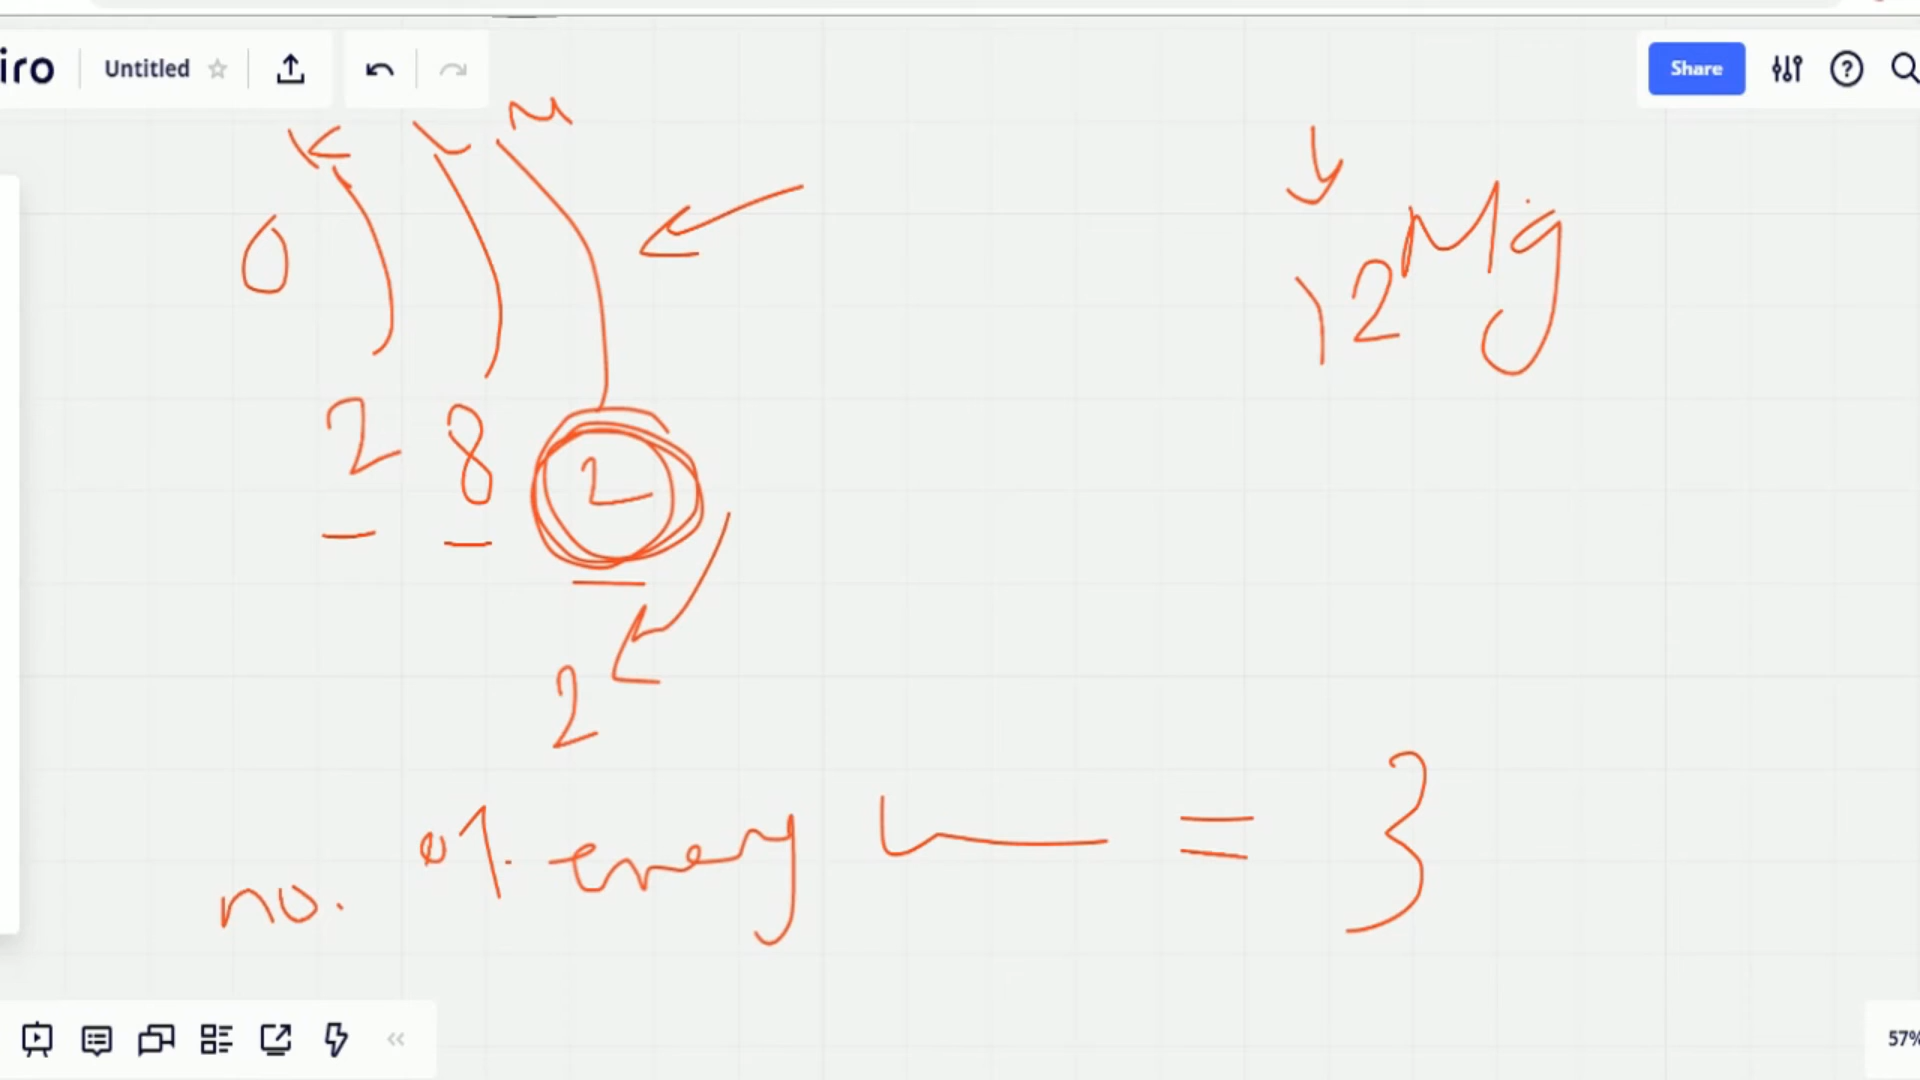 iro Untitled Share
K L M
0
12Mg
2 8 2
2
no. of energy = 3
57%